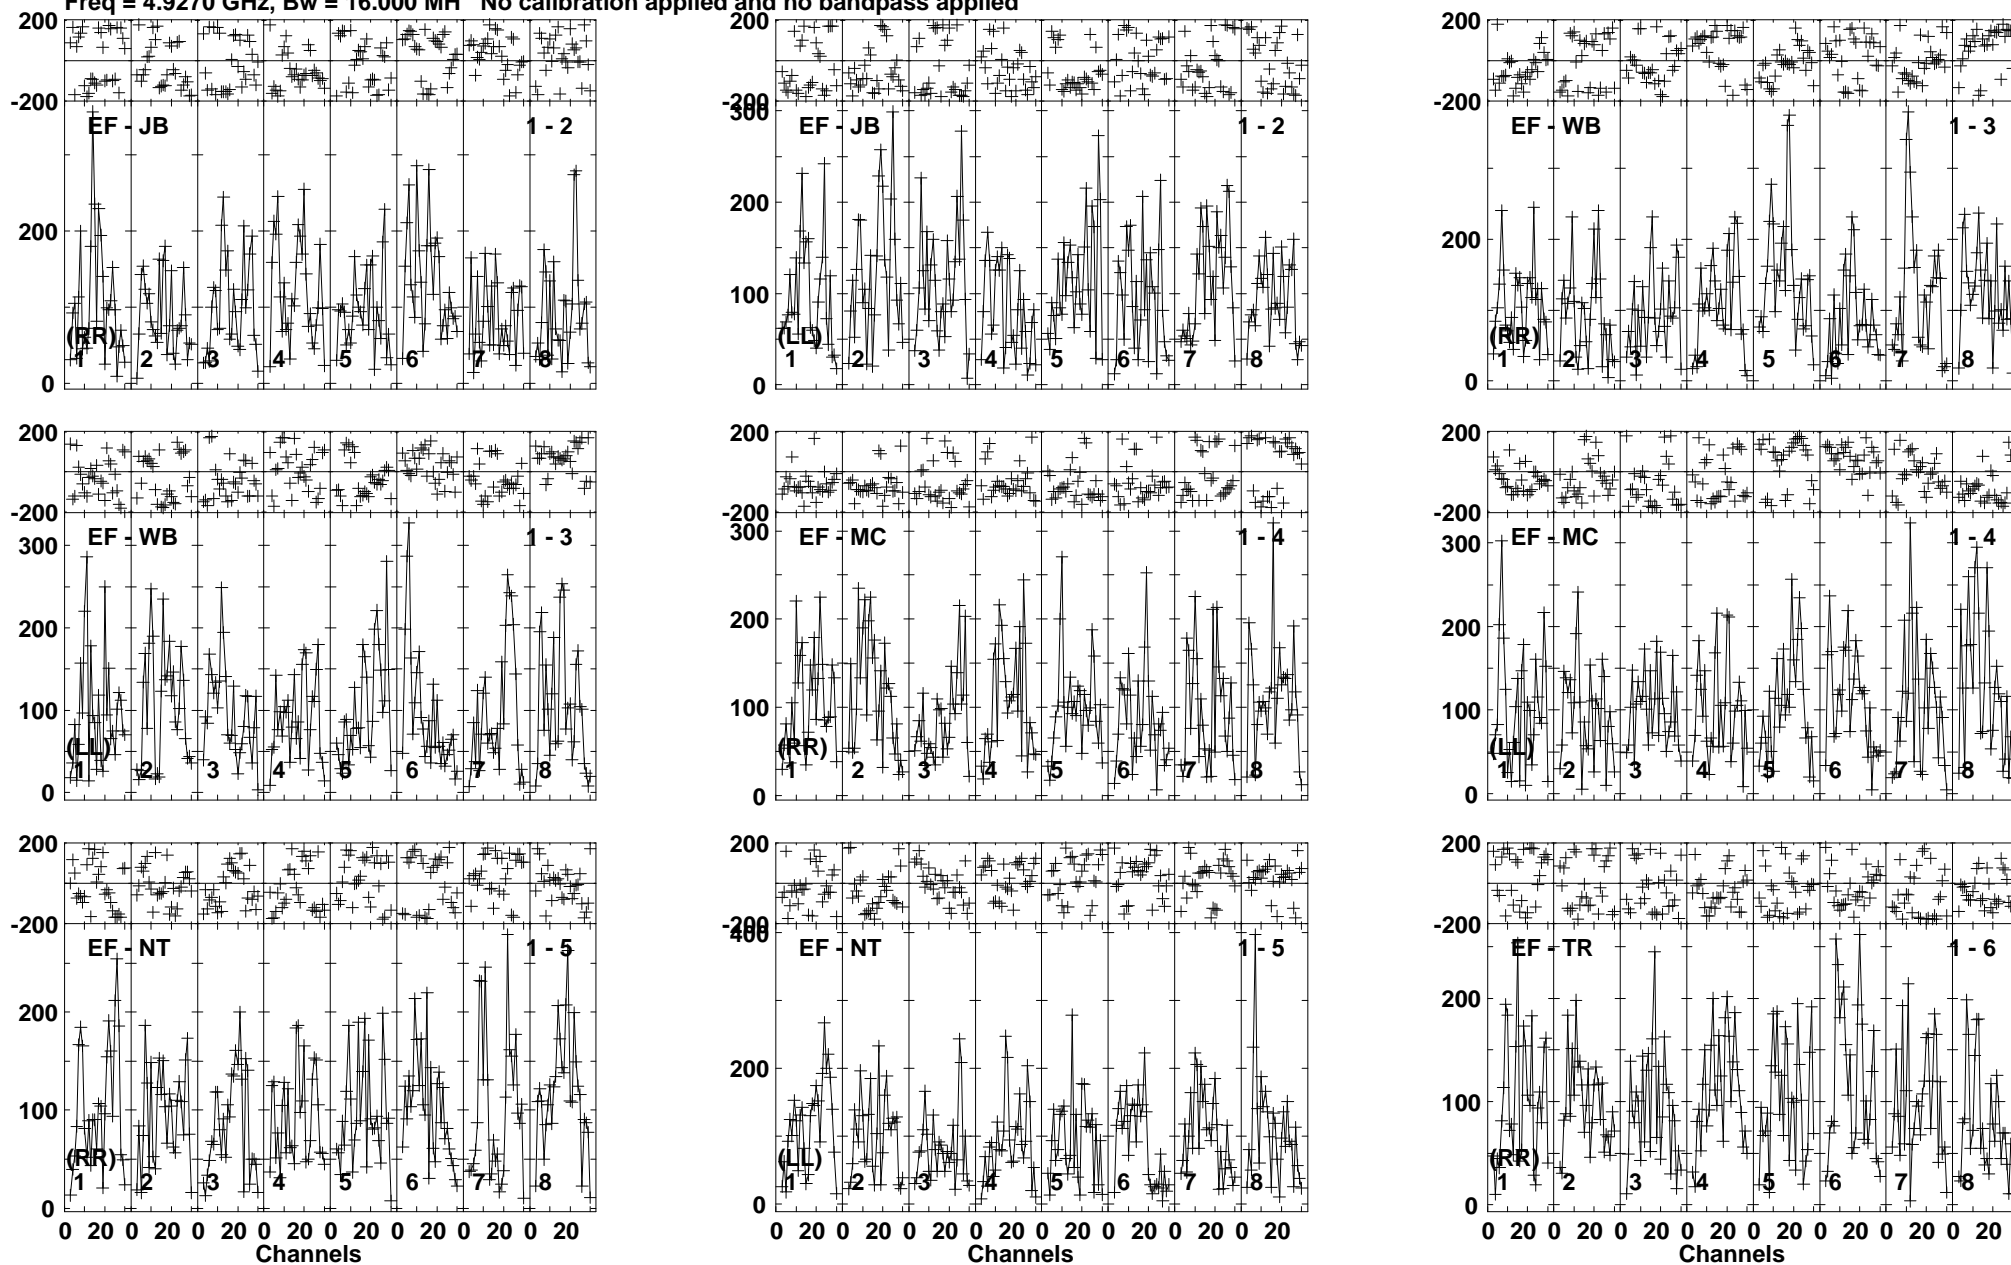 Freq = 4.9270 GHz, Bw = 16.000 MH No calibration applied and no bandpass applied
200 200 200
-200 -200 -200
EF - JB 1 - 2
300 EF - JB 1 - 2
EF - WB 1 - 3
200
0
(RR)
1 2 3 4 5 6 7 8
200
100
0
(LL)
1 2 3 4 5 6 7 8
200
0
(RR)
1 2 3 4 5 6 7 8
200 200 200
-200 -200 -200
EF - WB 1 - 3
EF - MC 1 - 4
EF - MC 1 - 4
300
200
100
0
(LL)
1 2 3 4 5 6 7 8
300
200
100
0
(RR)
1 2 3 4 5 6 7 8
300
200
100
0
(LL)
1 2 3 4 5 6 7 8
200 200 200
-200 -200 -200
EF - NT 1 - 5
400 EF - NT 1 - 5
EF - TR 1 - 6
200
100
0
(RR)
1 2 3 4 5 6 7 8
200
0
(LL)
1 2 3 4 5 6 7 8
200
100
0
(RR)
1 2 3 4 5 6 7 8
0 20 0 20 0 20 0 20 0 20 0 20 0 20 0 20
Channels
0 20 0 20 0 20 0 20 0 20 0 20 0 20 0 20
Channels
0 20 0 20 0 20 0 20 0 20 0 20 0 20 0 20
Channels